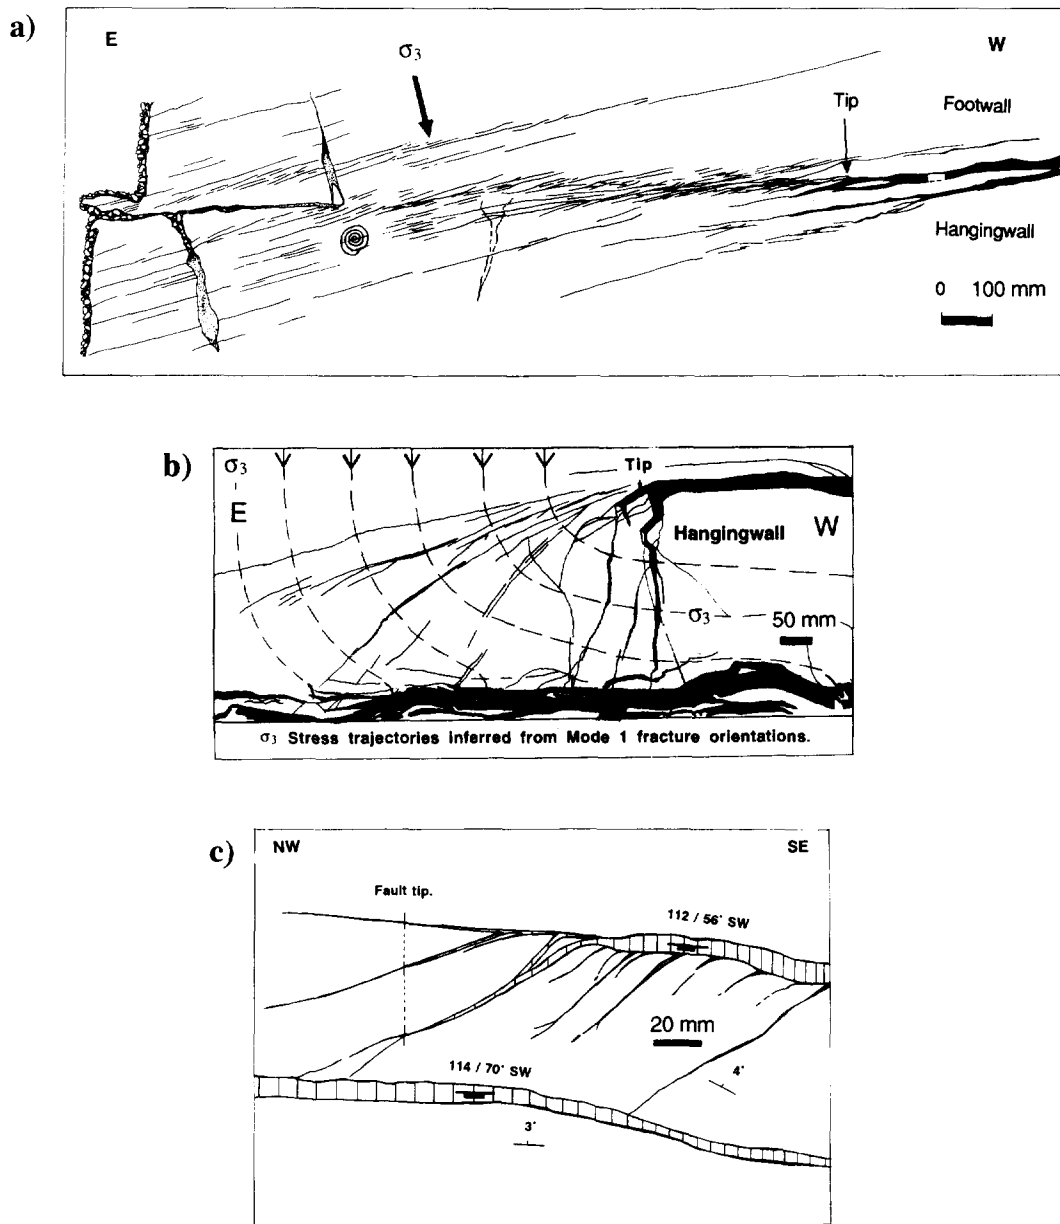 a)
E
σ3
W
Tip
Footwall
Hangingwall
0 100 mm
b)
σ3
E
Tip
Hangingwall
W
σ3
50 mm
σ3 Stress trajectories inferred from Mode 1 fracture orientations.
c)
NW
SE
Fault tip.
112 / 56° SW
20 mm
114 / 70° SW
4°
3°